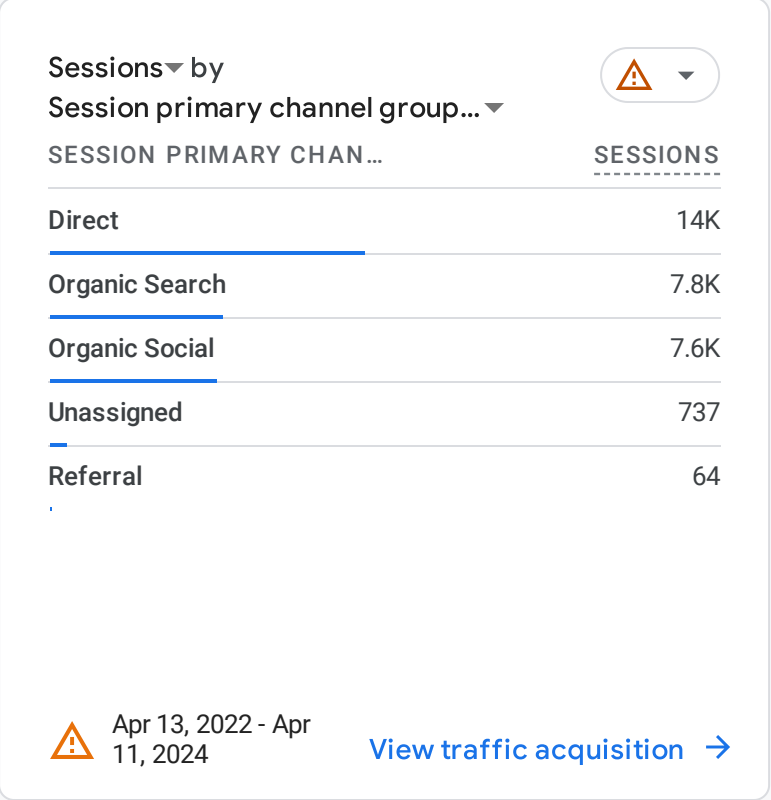 Sessions by
Session primary channel group…
SESSION PRIMARY CHAN… SESSIONS
Direct 14K
Organic Search 7.8K
Organic Social 7.6K
Unassigned 737
Referral 64
Apr 13, 2022 - Apr
11, 2024
View traffic acquisition